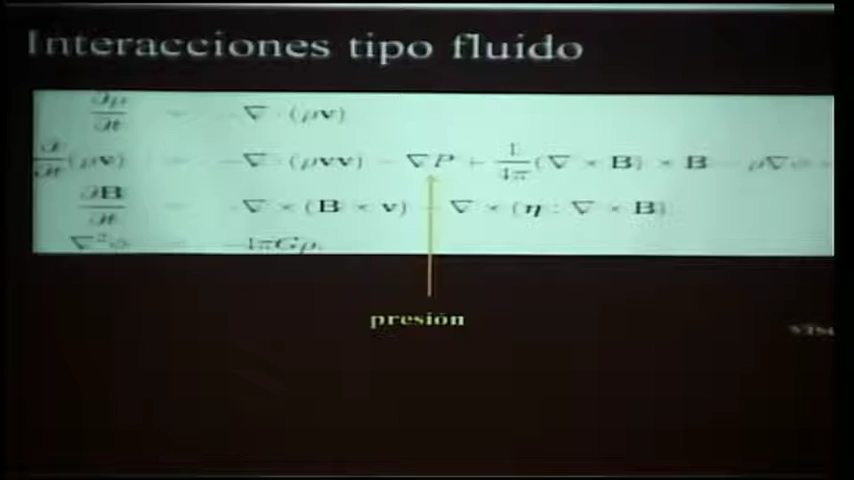 Interacciones tipo fluido
∂ρ/∂t = -∇ · (ρv)
∂/∂t (ρv) = -∇ · (ρvv) - ∇P + 1/4π (∇ × B) × B - ρ∇φ +
∂B/∂t = -∇ × (B × v) - ∇ × (η : ∇ × B)
∇²φ = -4πGρ.
presión